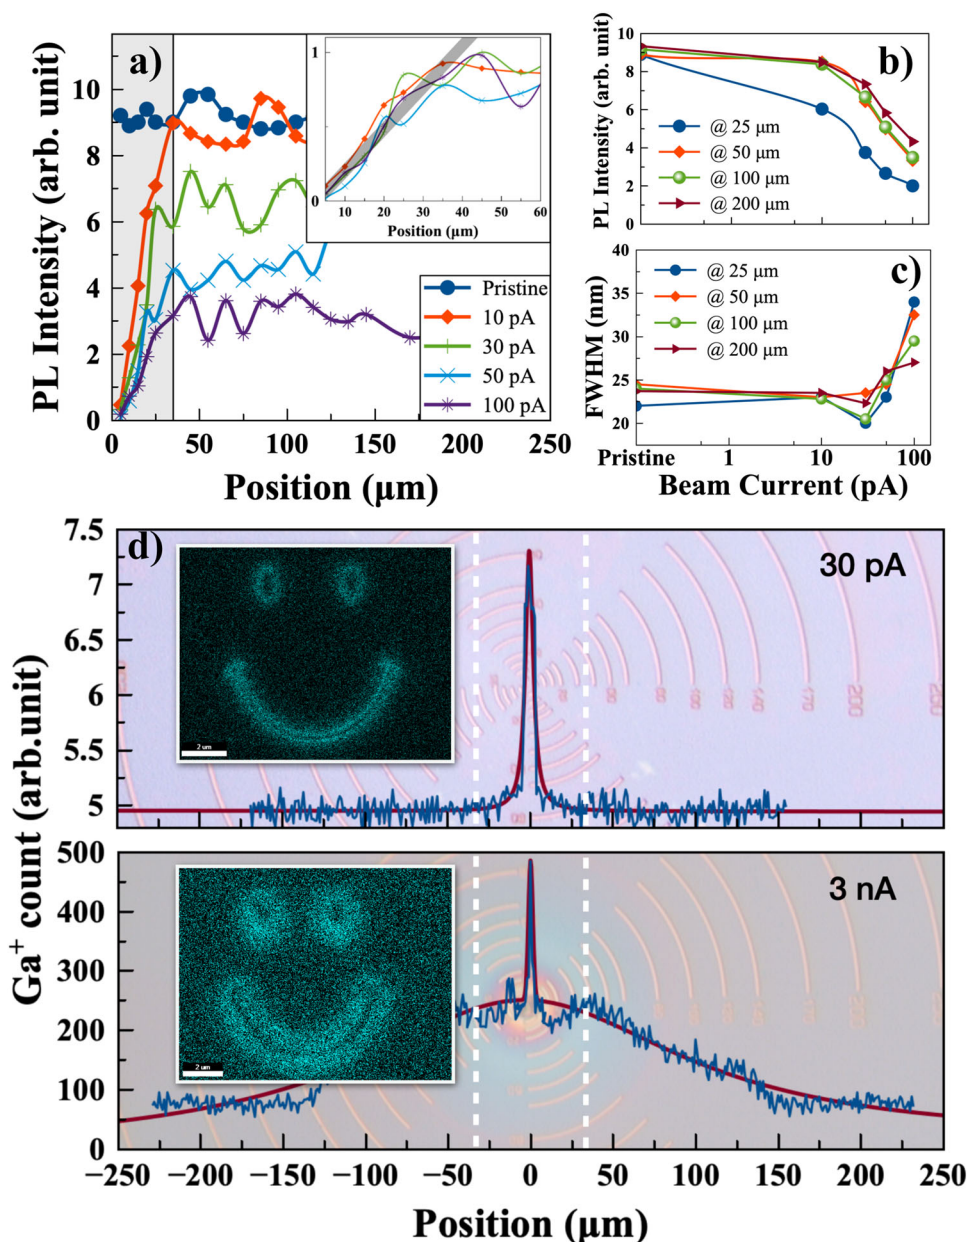 a)
PL Intensity (arb. unit)
10
8
6
4
2
0
0 50 100 150 200 250
Position (μm)
1
0
10 20 30 40 50 60
Position (μm)
Pristine
10 pA
30 pA
50 pA
100 pA
b)
PL Intensity (arb. unit)
10
8
6
4
2
0
@ 25 μm
@ 50 μm
@ 100 μm
@ 200 μm
c)
FWHM (nm)
40
35
30
25
20
@ 25 μm
@ 50 μm
@ 100 μm
@ 200 μm
Pristine 1 10 100
Beam Current (pA)
d)
30 pA
Ga⁺ count (arb.unit)
7.5
7
6.5
6
5.5
5
2 um
80 100 120 140 170 200
3 nA
500
400
300
200
100
0
2 um
−250 −200 −150 −100 −50 0 50 100 150 200 250
Position (μm)